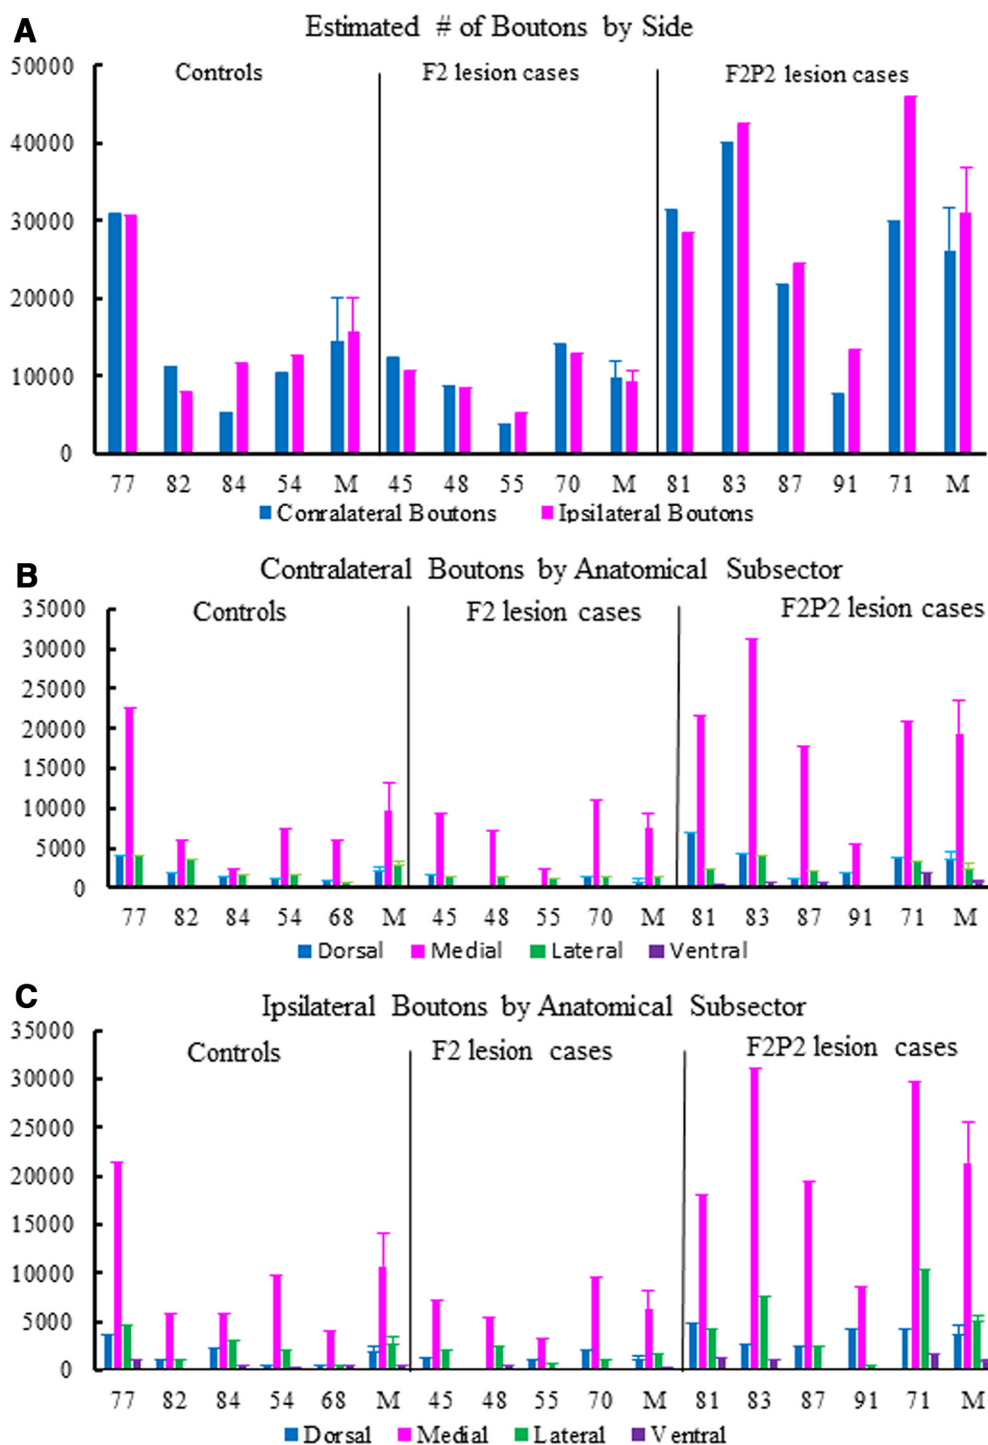 A
Estimated # of Boutons by Side
Controls F2 lesion cases F2P2 lesion cases
50000
40000
30000
20000
10000
0
77 82 84 54 M 45 48 55 70 M 81 83 87 91 71 M
Conralateral Boutons Ipsilateral Boutons
B
Contralateral Boutons by Anatomical Subsector
Controls F2 lesion cases F2P2 lesion cases
35000
30000
25000
20000
15000
10000
5000
0
77 82 84 54 68 M 45 48 55 70 M 81 83 87 91 71 M
Dorsal Medial Lateral Ventral
C
Ipsilateral Boutons by Anatomical Subsector
Controls F2 lesion cases F2P2 lesion cases
35000
30000
25000
20000
15000
10000
5000
0
77 82 84 54 68 M 45 48 55 70 M 81 83 87 91 71 M
Dorsal Medial Lateral Ventral